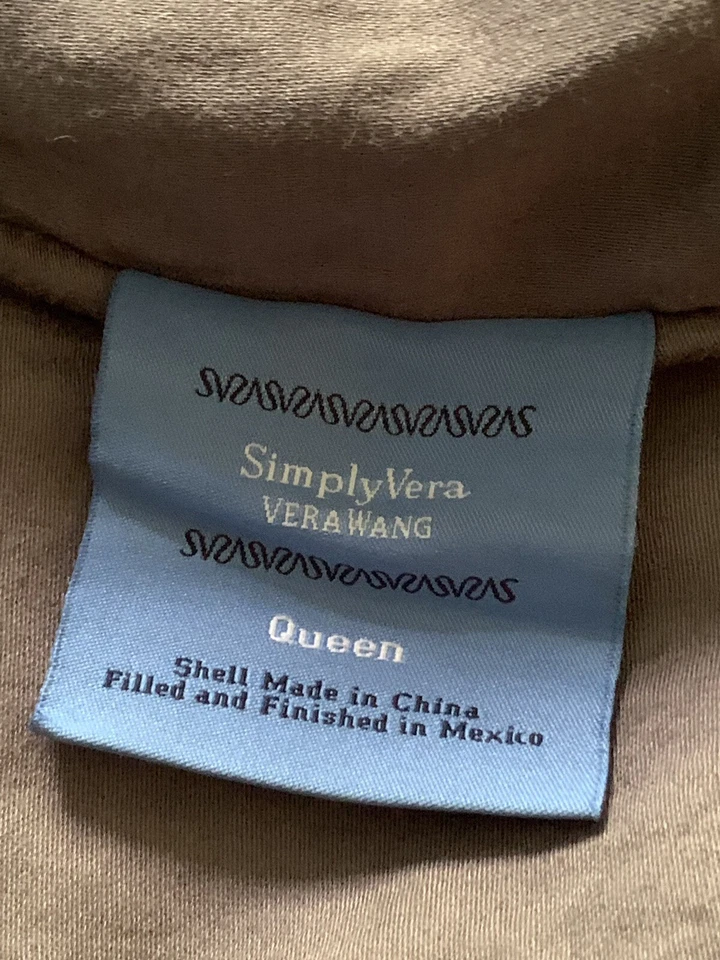 SimplyVera
VERAWANG
Queen
Shell Made in China
Filled and Finished in Mexico